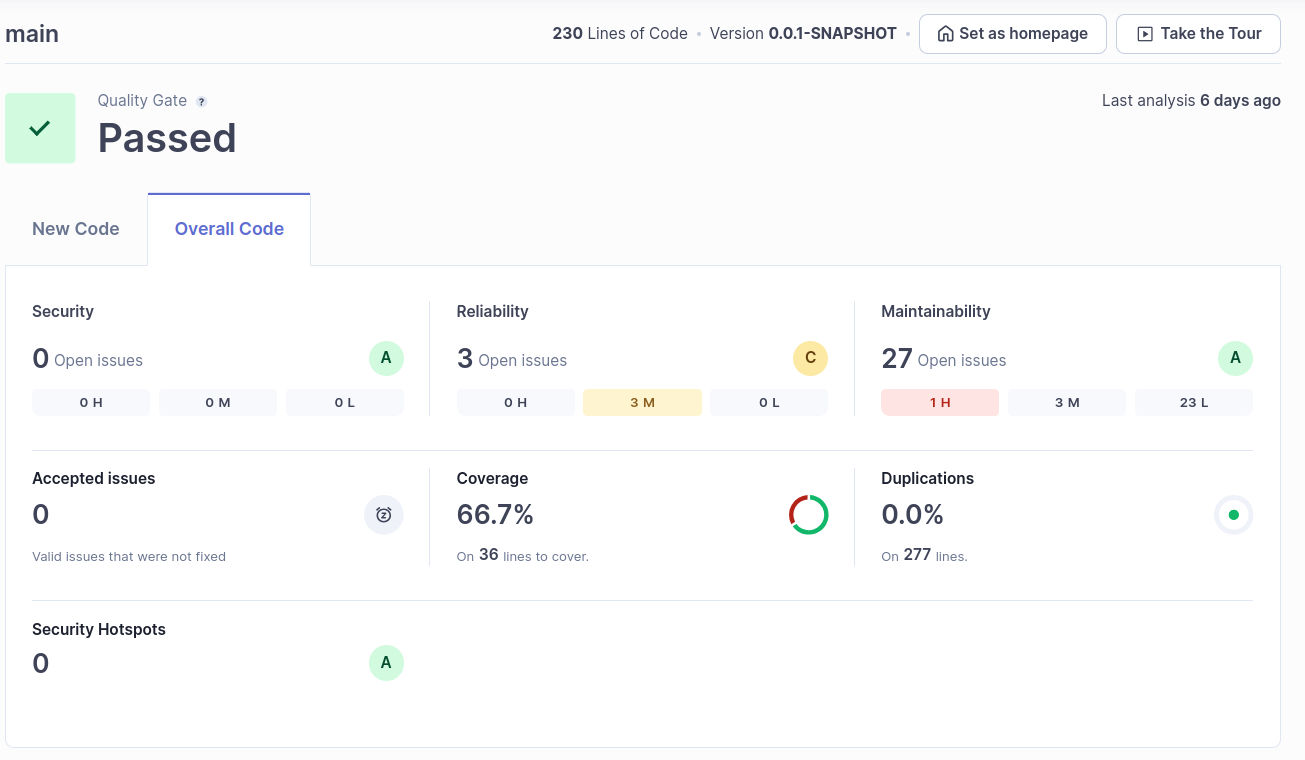 main
230 Lines of Code • Version 0.0.1-SNAPSHOT •
Set as homepage
Take the Tour
Quality Gate ?
Passed
Last analysis 6 days ago
New Code
Overall Code
Security
0 Open issues
A
0 H
0 M
0 L
Reliability
3 Open issues
C
0 H
3 M
0 L
Maintainability
27 Open issues
A
1 H
3 M
23 L
Accepted issues
0
Valid issues that were not fixed
Coverage
66.7%
On 36 lines to cover.
Duplications
0.0%
On 277 lines.
Security Hotspots
0
A